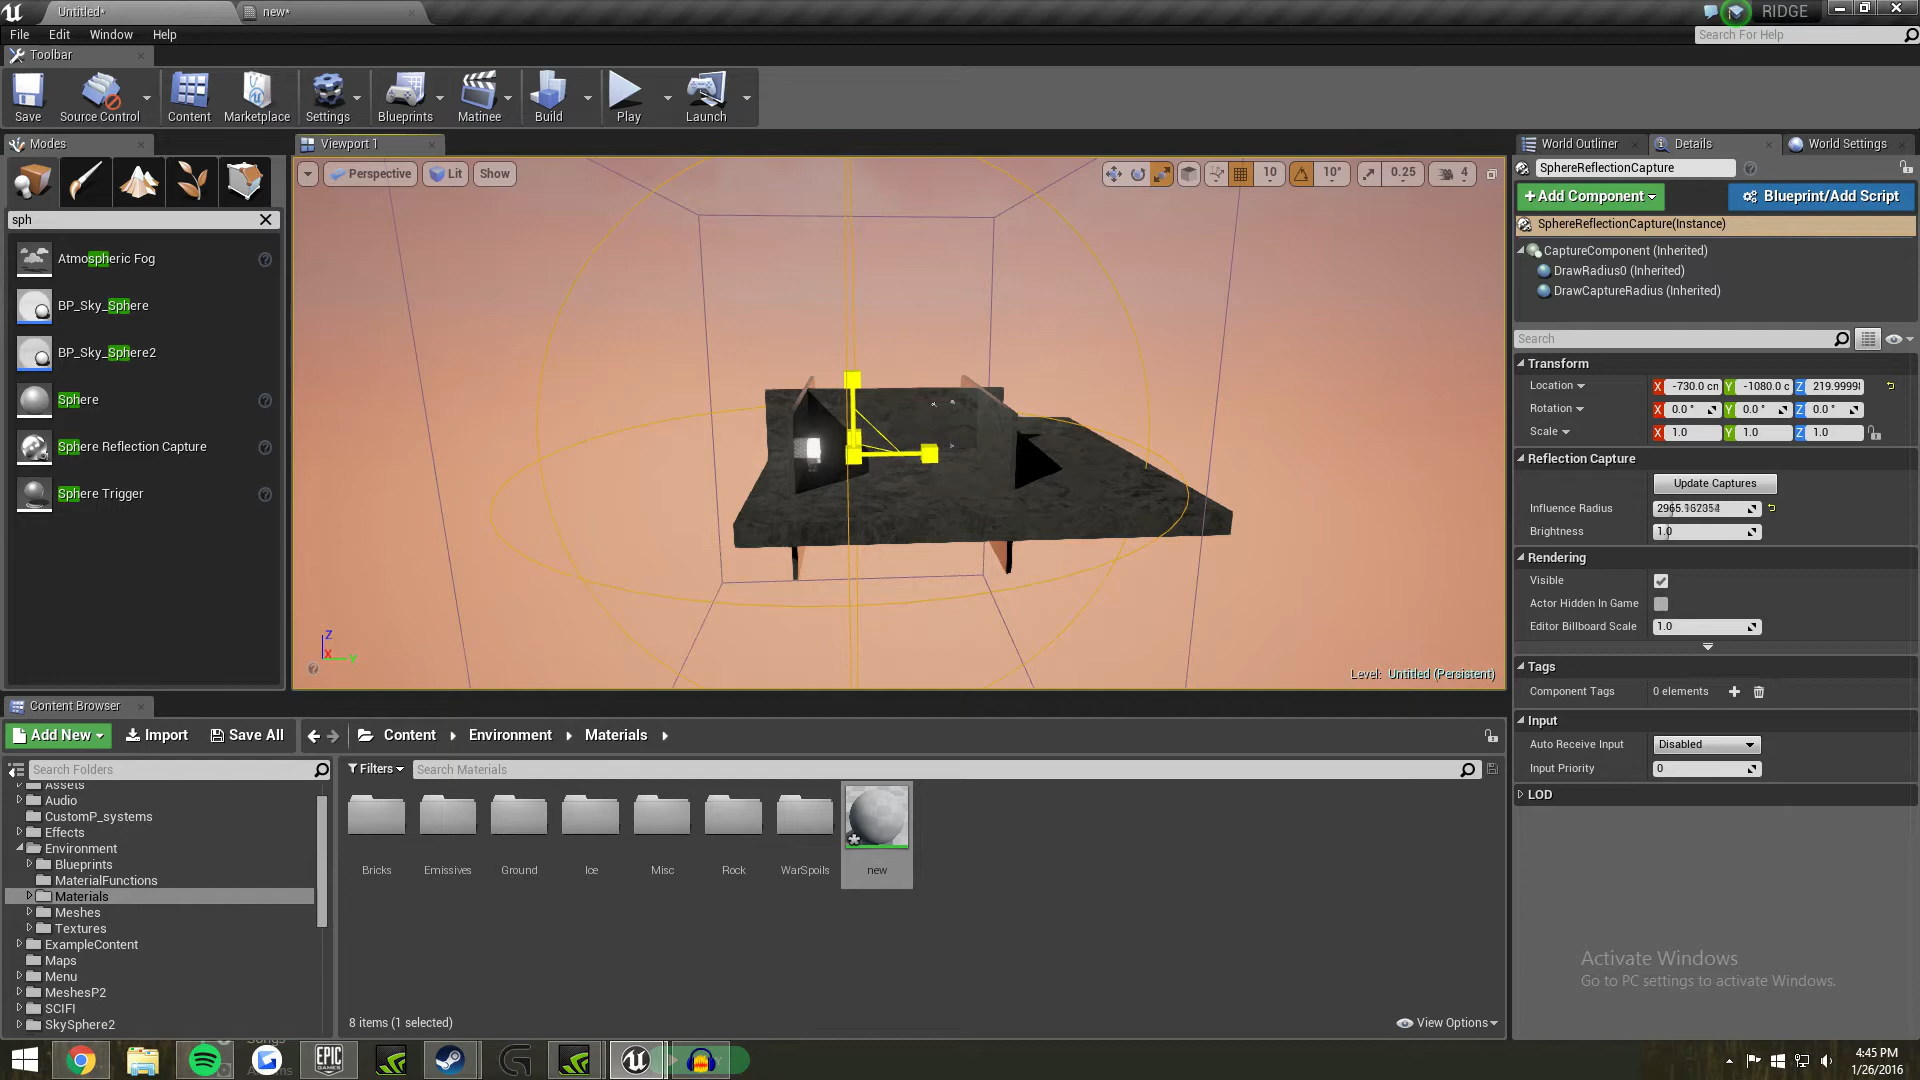 Untitled*
new*
RIDGE
File Edit Window Help
Search For Help
Toolbar
Save
Source Control
Content
Marketplace
Settings
Blueprints
Matinee
Build
Play
Launch
Modes
Viewport 1
World Outliner
Details
World Settings
sph
Atmospheric Fog
BP_Sky_Sphere
BP_Sky_Sphere2
Sphere
Sphere Reflection Capture
Sphere Trigger
Perspective
Lit
Show
10
10°
0.25
4
Z
X
Y
Level: Untitled (Persistent)
SphereReflectionCapture
+Add Component
Blueprint/Add Script
SphereReflectionCapture(Instance)
CaptureComponent (Inherited)
DrawRadius0 (Inherited)
DrawCaptureRadius (Inherited)
Search
Transform
Location X -730.0 cm Y -1080.0 c Z 219.9999
Rotation X 0.0 ° Y 0.0 ° Z 0.0 °
Scale X 1.0 Y 1.0 Z 1.0
Reflection Capture
Update Captures
Influence Radius
Brightness 1.0
Rendering
Visible
Actor Hidden In Game
Editor Billboard Scale 1.0
Tags
Component Tags 0 elements
Input
Auto Receive Input Disabled
Input Priority 0
LOD
Content Browser
Add New
Import
Save All
Content
Environment
Materials
Search Folders
Filters
Search Materials
Assets
Audio
CustomP_systems
Effects
Environment
Blueprints
MaterialFunctions
Materials
Meshes
Textures
ExampleContent
Maps
Menu
MeshesP2
SCIFI
SkySphere2
Bricks
Emissives
Ground
Ice
Misc
Rock
WarSpoils
new
8 items (1 selected)
View Options
Activate Windows
Go to PC settings to activate Windows.
EPIC
GAMES
4:45 PM
1/26/2016